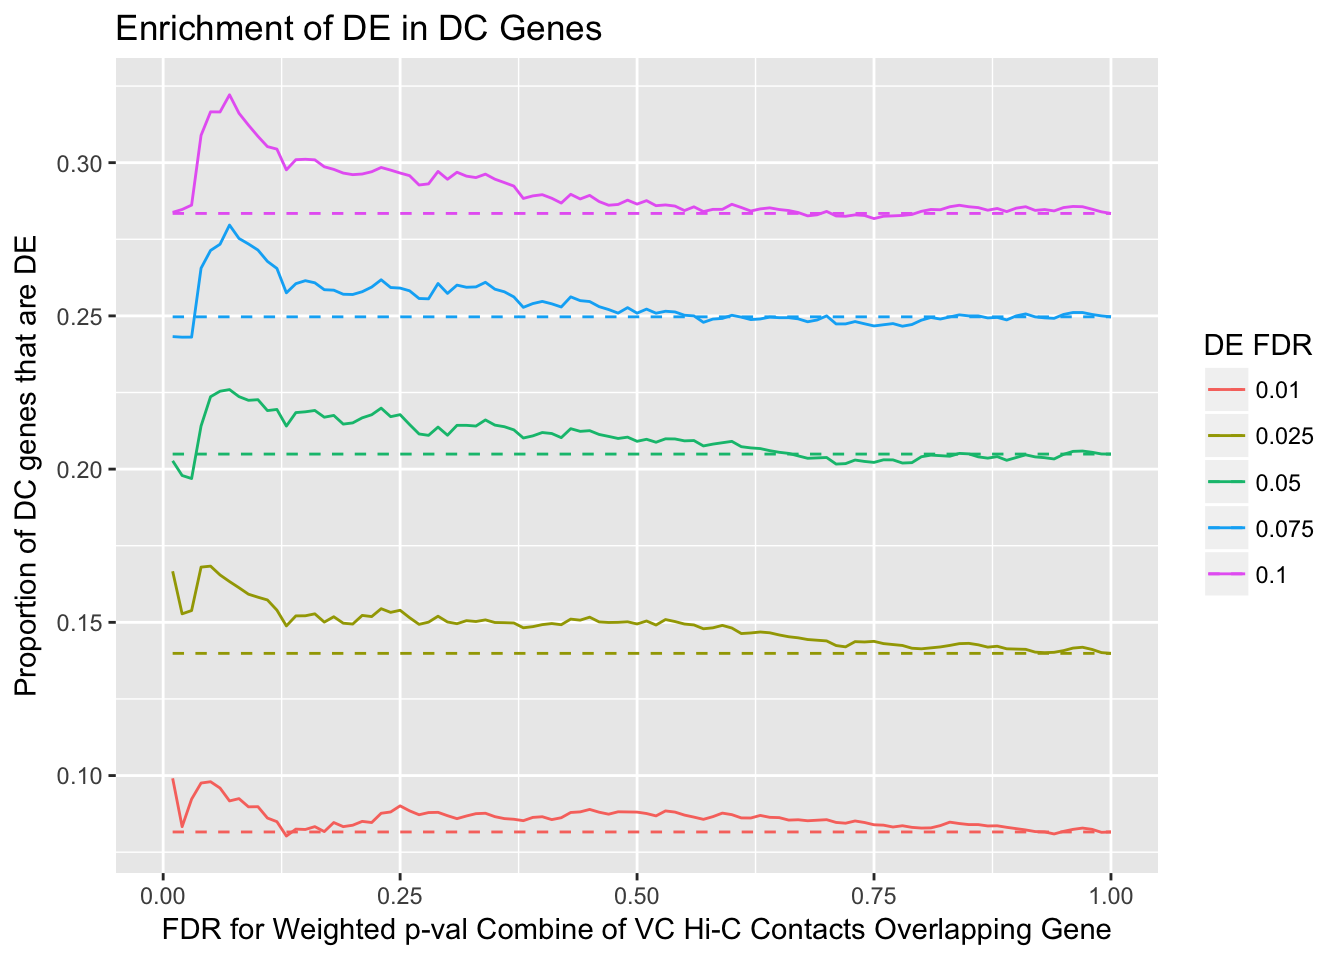 Enrichment of DE in DC Genes
Proportion of DC genes that are DE
0.30
0.25
0.20
0.15
0.10
0.00 0.25 0.50 0.75 1.00
FDR for Weighted p-val Combine of VC Hi-C Contacts Overlapping Gene
DE FDR
0.01
0.025
0.05
0.075
0.1